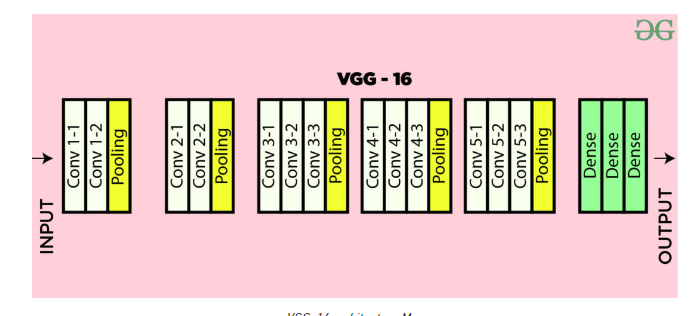 VGG - 16
INPUT
Conv 1-1
Conv 1-2
Pooling
Conv 2-1
Conv 2-2
Pooling
Conv 3-1
Conv 3-2
Conv 3-3
Pooling
Conv 4-1
Conv 4-2
Conv 4-3
Pooling
Conv 5-1
Conv 5-2
Conv 5-3
Pooling
Dense
Dense
Dense
OUTPUT